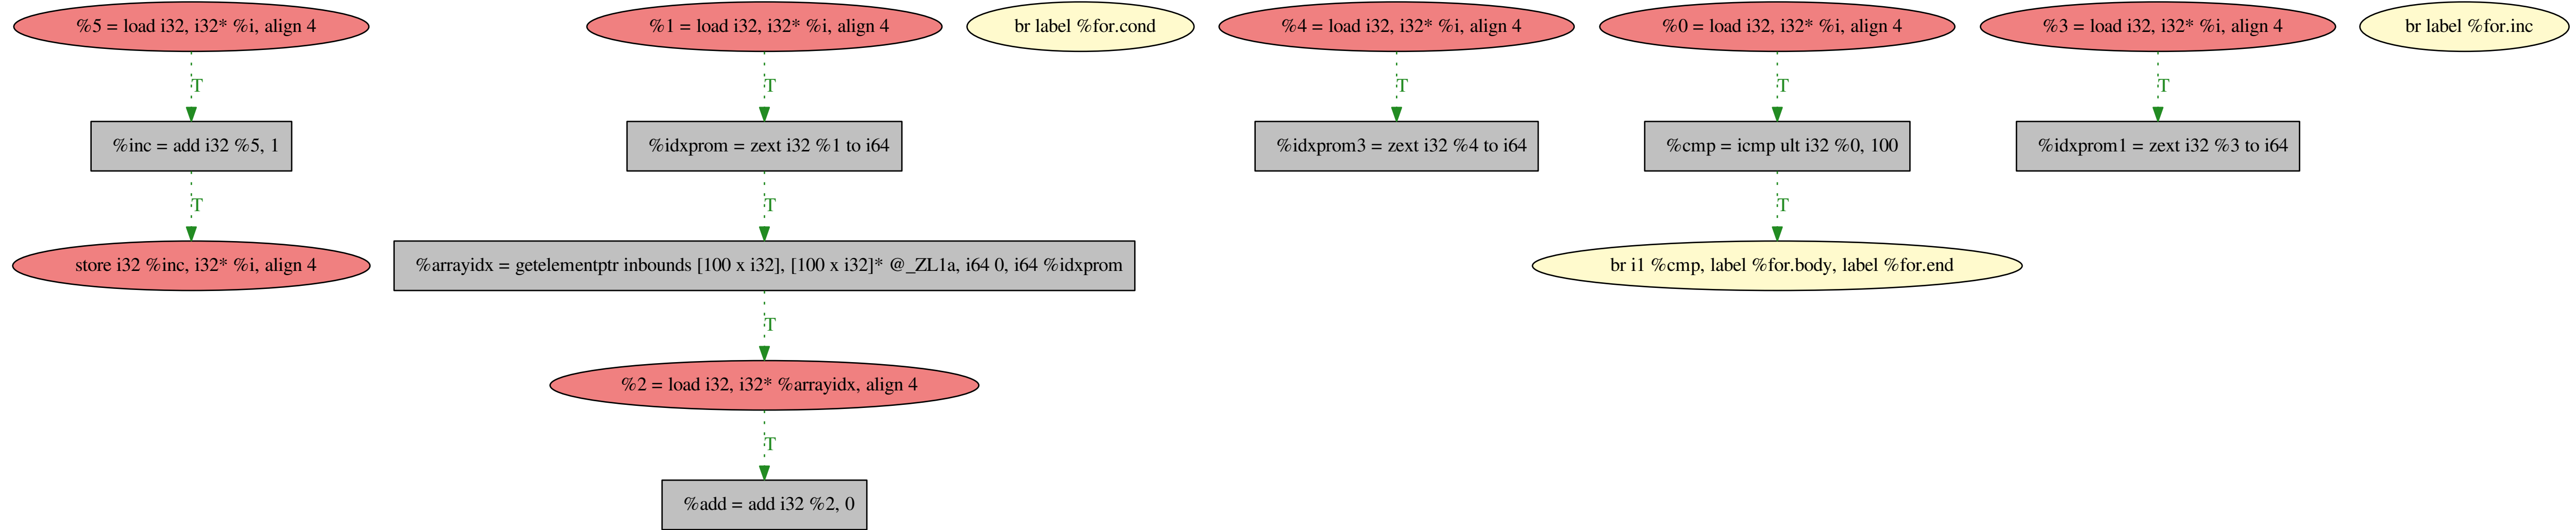 %5 = load i32, i32* %i, align 4
%1 = load i32, i32* %i, align 4
br label %for.cond
%4 = load i32, i32* %i, align 4
%0 = load i32, i32* %i, align 4
%3 = load i32, i32* %i, align 4
br label %for.inc
T
T
T
T
T
%inc = add i32 %5, 1
%idxprom = zext i32 %1 to i64
%idxprom3 = zext i32 %4 to i64
%cmp = icmp ult i32 %0, 100
%idxprom1 = zext i32 %3 to i64
T
T
T
store i32 %inc, i32* %i, align 4
%arrayidx = getelementptr inbounds [100 x i32], [100 x i32]* @_ZL1a, i64 0, i64 %idxprom
br i1 %cmp, label %for.body, label %for.end
T
%2 = load i32, i32* %arrayidx, align 4
T
%add = add i32 %2, 0